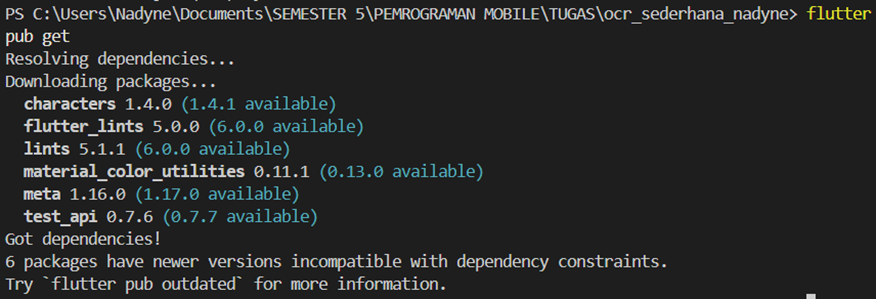 PS C:\Users\Nadyne\Documents\SEMESTER 5\PEMROGRAMAN MOBILE\TUGAS\ocr_sederhana_nadyne> flutter
pub get
Resolving dependencies...
Downloading packages...
  characters 1.4.0 (1.4.1 available)
  flutter_lints 5.0.0 (6.0.0 available)
  lints 5.1.1 (6.0.0 available)
  material_color_utilities 0.11.1 (0.13.0 available)
  meta 1.16.0 (1.17.0 available)
  test_api 0.7.6 (0.7.7 available)
Got dependencies!
6 packages have newer versions incompatible with dependency constraints.
Try `flutter pub outdated` for more information.